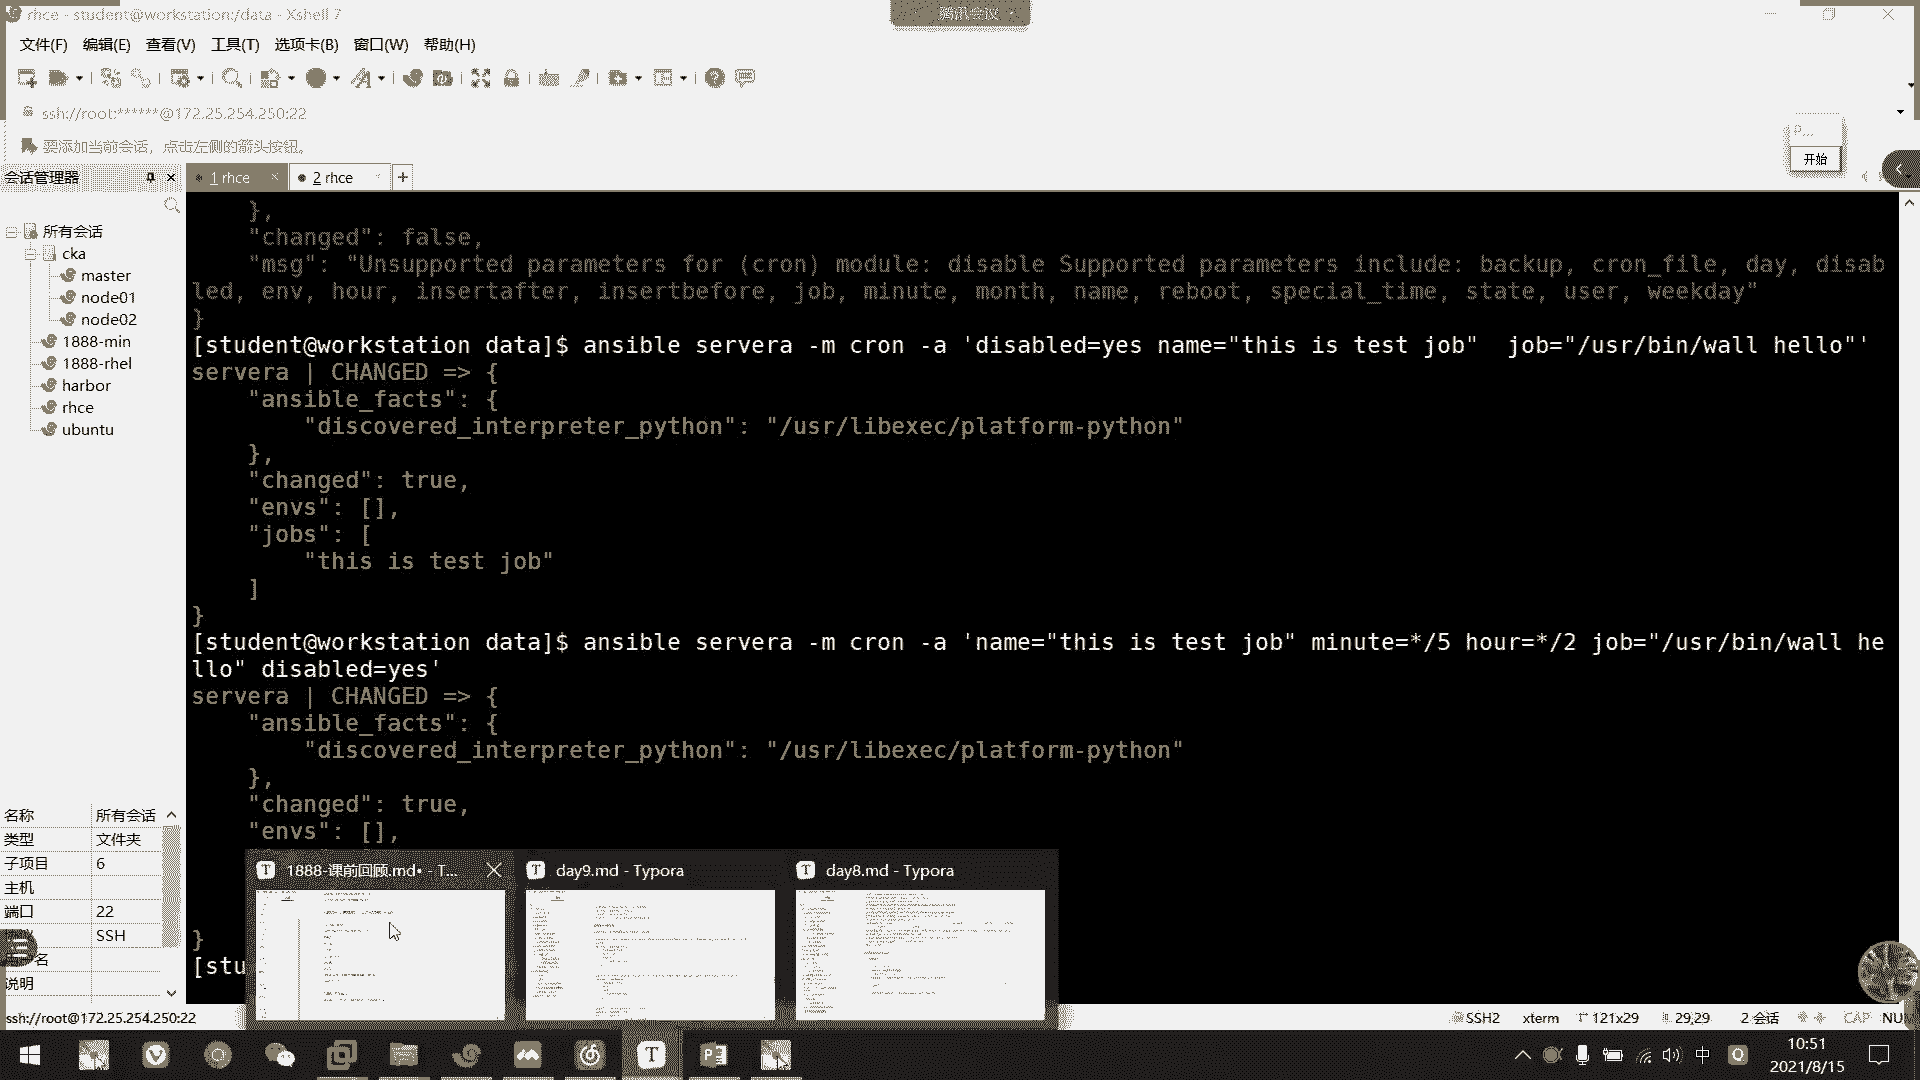 rhce - student@workstation:/data - Xshell 7
腾讯会议
文件(F) 编辑(E) 查看(V) 工具(T) 选项卡(B) 窗口(W) 帮助(H)
ssh://root:******@172.25.254.250:22
要添加当前会话，点击左侧的箭头按钮。
P...
开始
会话管理器
1 rhce
2 rhce
所有会话
cka
master
node01
node02
1888-min
1888-rhel
harbor
rhce
ubuntu
},
"changed": false,
"msg": "Unsupported parameters for (cron) module: disable Supported parameters include: backup, cron_file, day, disab
led, env, hour, insertafter, insertbefore, job, minute, month, name, reboot, special_time, state, user, weekday"
}
[student@workstation data]$ ansible servera -m cron -a 'disabled=yes name="this is test job"  job="/usr/bin/wall hello"'
servera | CHANGED => {
"ansible_facts": {
"discovered_interpreter_python": "/usr/libexec/platform-python"
},
"changed": true,
"envs": [],
"jobs": [
"this is test job"
]
}
[student@workstation data]$ ansible servera -m cron -a 'name="this is test job" minute=*/5 hour=*/2 job="/usr/bin/wall he
llo" disabled=yes'
servera | CHANGED => {
"ansible_facts": {
"discovered_interpreter_python": "/usr/libexec/platform-python"
},
"changed": true,
"envs": [],
}
[stu
名称 所有会话
类型 文件夹
子项目 6
主机
端口 22
SSH
名
说明
1888-课前回顾.md• - T...
day9.md - Typora
day8.md - Typora
ssh://root@172.25.254.250:22
SSH2 xterm 121x29 29,29 2 会话 CAP NUM
中
10:51
2021/8/15